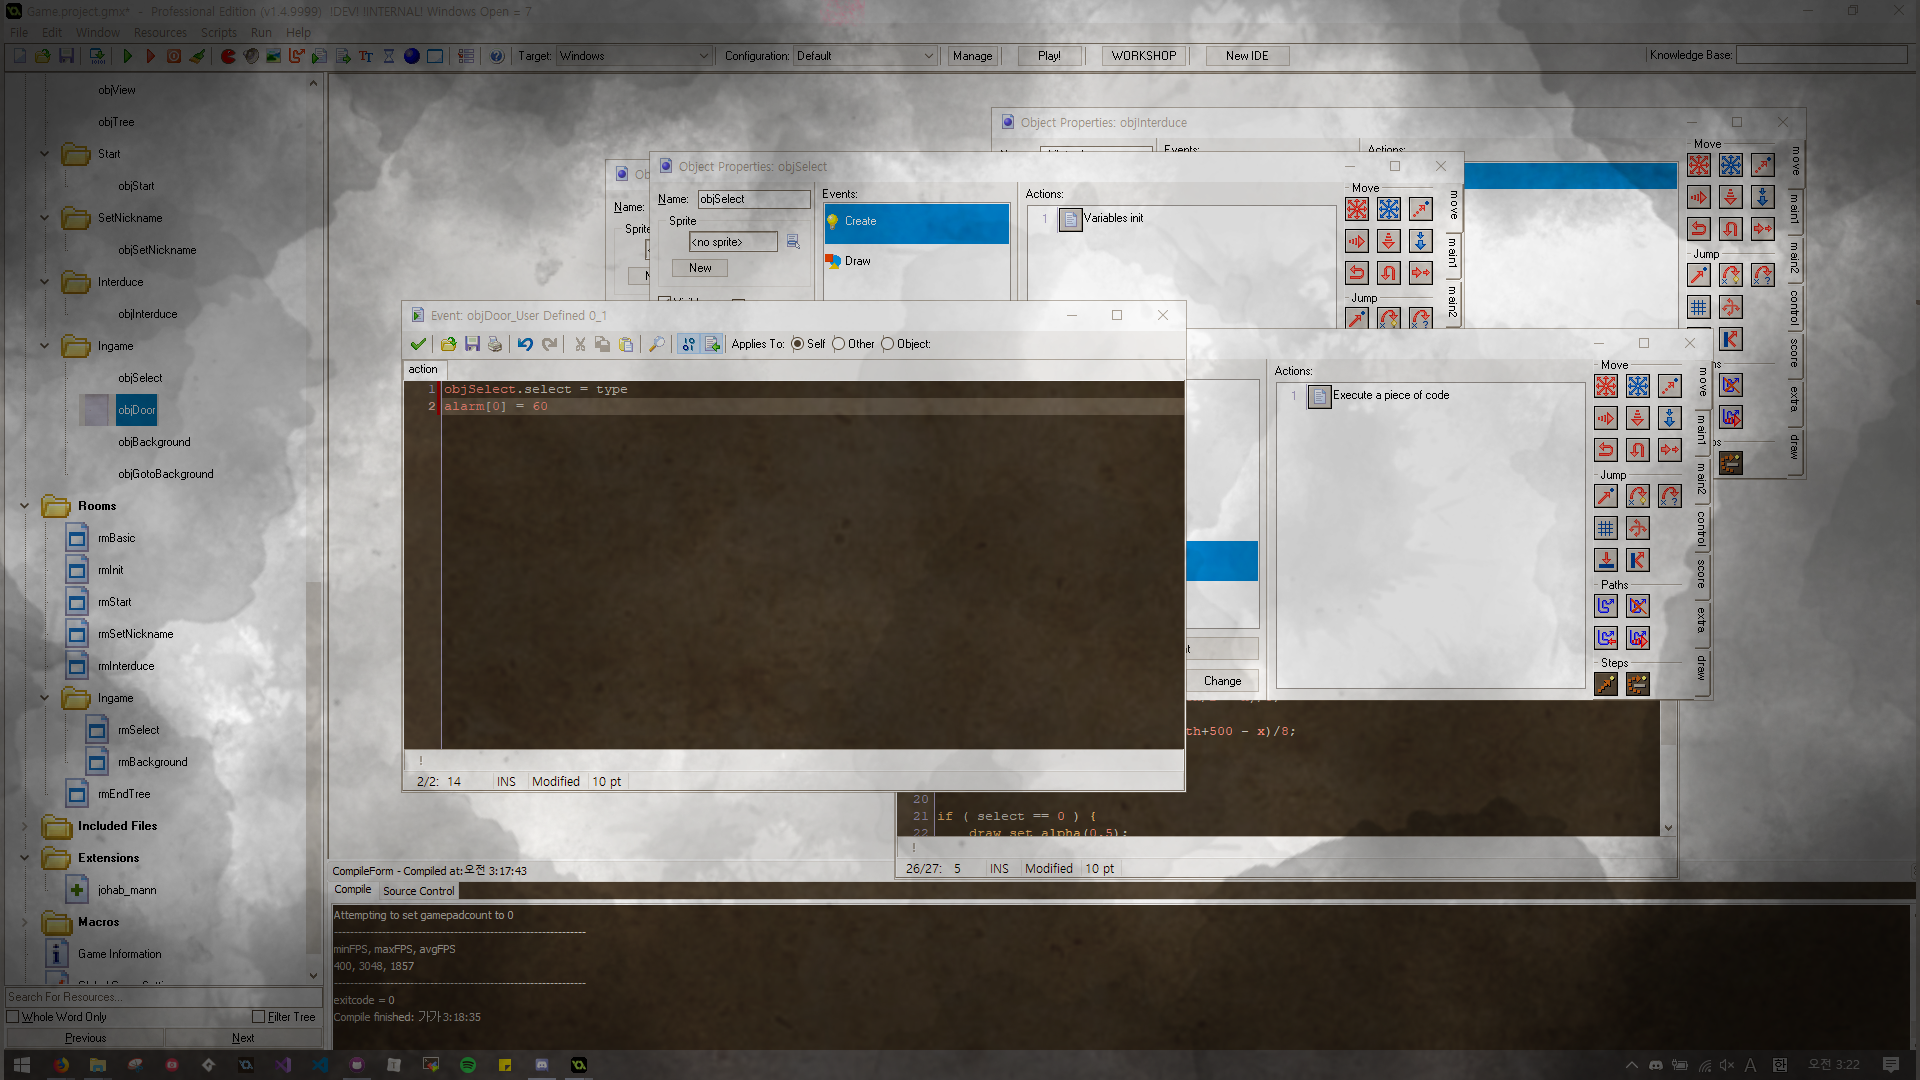 Game.project.gmx* - Professional Edition (v1.4.9999) !DEV! !INTERNAL! Windows Open = 7
File Edit Window Resources Scripts Run Help
Target: Windows Configuration: Default Manage Play! WORKSHOP New IDE Knowledge Base:
objView
objTree
Start
objStart
SetNickname
objSetNickname
Interduce
objInterduce
Ingame
objSelect
objDoor
objBackground
objGotoBackground
Rooms
rmBasic
rmInit
rmStart
rmSetNickname
rmInterduce
Ingame
rmSelect
rmBackground
rmEndTree
Included Files
Extensions
johab_mann
Macros
Game Information
Search For Resources...
Whole Word Only Filter Tree
Previous Next
Object Properties: objInterduce
Events: Actions:
Move
Jump
move
main1
main2
control
score
extra
draw
Object Properties: objSelect
Name:
Sprite
Name: objSelect
Sprite
<no sprite>
New
Events:
Create
Draw
Actions:
1 Variables init
Move
Jump
move
main1
main2
Event: objDoor_User Defined 0_1
Applies To: Self Other Object:
action
1 objSelect.select = type
2 alarm[0] = 60
!
2/2: 14 INS Modified 10 pt
Actions:
1 Execute a piece of code
Change
Move
Jump
Paths
Steps
move
main1
main2
control
score
extra
draw
th+500 - x)/8;
20
21 if ( select == 0 ) {
22 draw_set_alpha(0.5);
!
26/27: 5 INS Modified 10 pt
CompileForm - Compiled at:오전 3:17:43
Compile Source Control
Attempting to set gamepadcount to 0
minFPS, maxFPS, avgFPS
400, 3048, 1857
exitcode = 0
Compile finished: 가가 3:18:35
A 한 오전 3:22